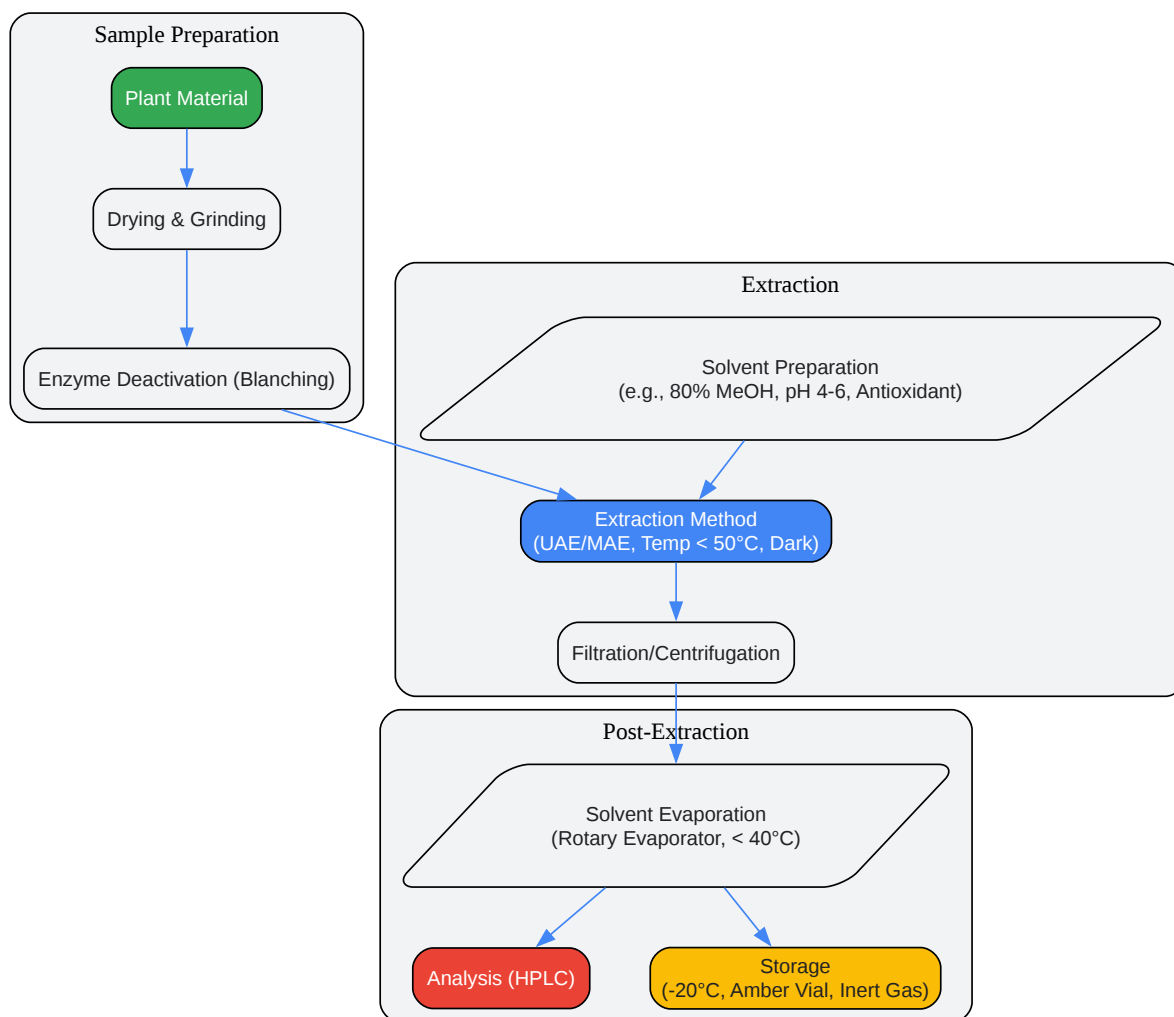 Sample Preparation
Plant Material
Drying & Grinding
Enzyme Deactivation (Blanching)
Extraction
Solvent Preparation
(e.g., 80% MeOH, pH 4-6, Antioxidant)
Extraction Method
(UAE/MAE, Temp < 50°C, Dark)
Filtration/Centrifugation
Post-Extraction
Solvent Evaporation
(Rotary Evaporator, < 40°C)
Analysis (HPLC)
Storage
(-20°C, Amber Vial, Inert Gas)